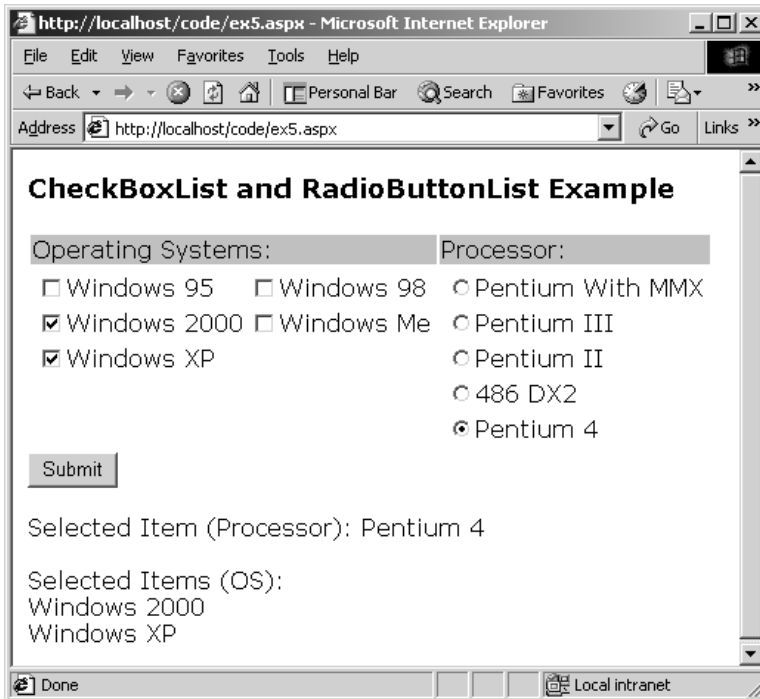 http://localhost/code/ex5.aspx - Microsoft Internet Explorer
File Edit View Favorites Tools Help
Back Personal Bar Search Favorites »
Address http://localhost/code/ex5.aspx Go Links »
CheckBoxList and RadioButtonList Example
Operating Systems: Processor:
Windows 95 Windows 98 Pentium With MMX
Windows 2000 Windows Me Pentium III
Windows XP Pentium II
486 DX2
Pentium 4
Submit
Selected Item (Processor): Pentium 4
Selected Items (OS):
Windows 2000
Windows XP
Done Local intranet